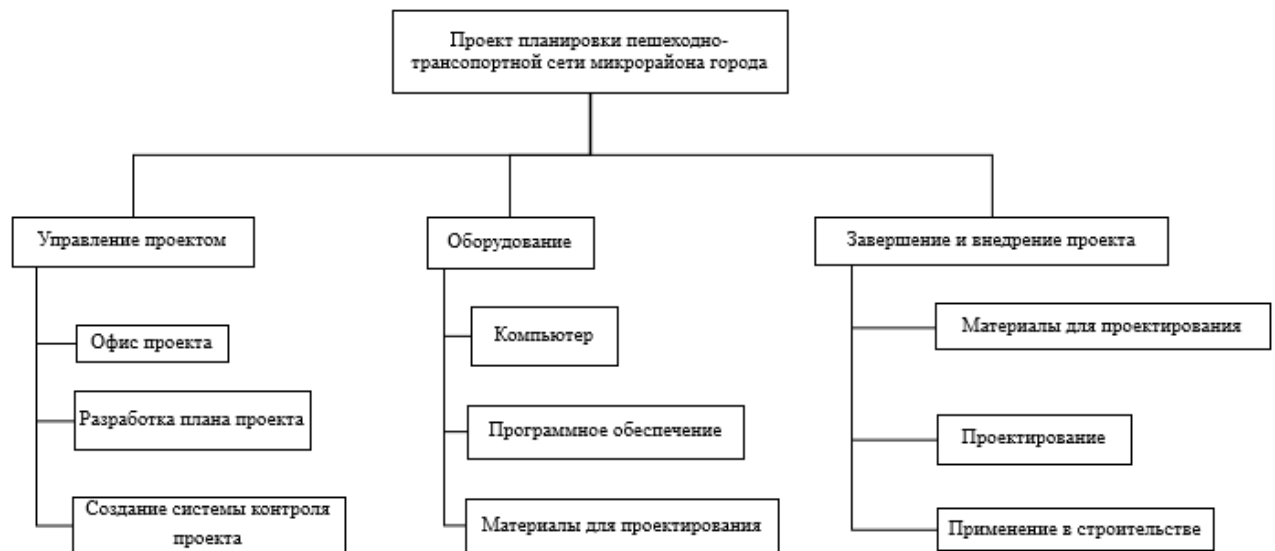 Проект планировки пешеходно-
трансопортной сети микрорайона города
Управление проектом
Офис проекта
Разработка плана проекта
Создание системы контроля
проекта
Оборудование
Компьютер
Программное обеспечение
Материалы для проектирования
Завершение и внедрение проекта
Материалы для проектирования
Проектирование
Применение в строительстве